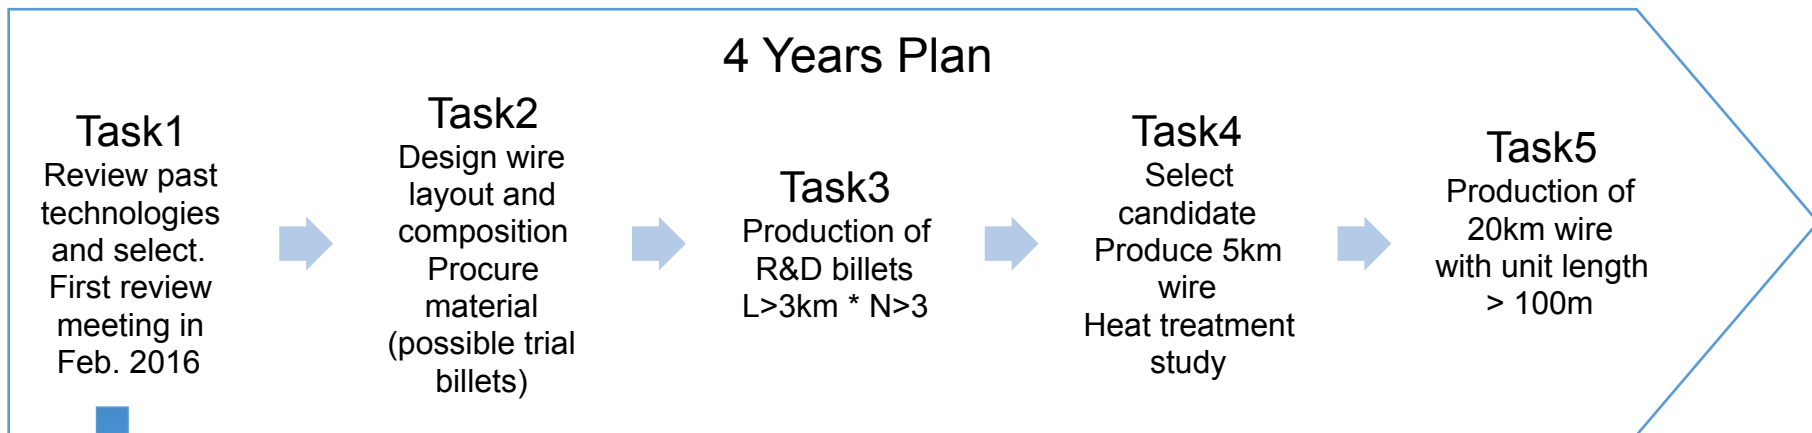 4 Years Plan
Task1
Review past
technologies
and select.
First review
meeting in
Feb. 2016
Task2
Design wire
layout and
composition
Procure
material
(possible trial
billets)
Task3
Production of
R&D billets
L>3km * N>3
Task4
Select
candidate
Produce 5km
wire
Heat treatment
study
Task5
Production of
20km wire
with unit length
> 100m